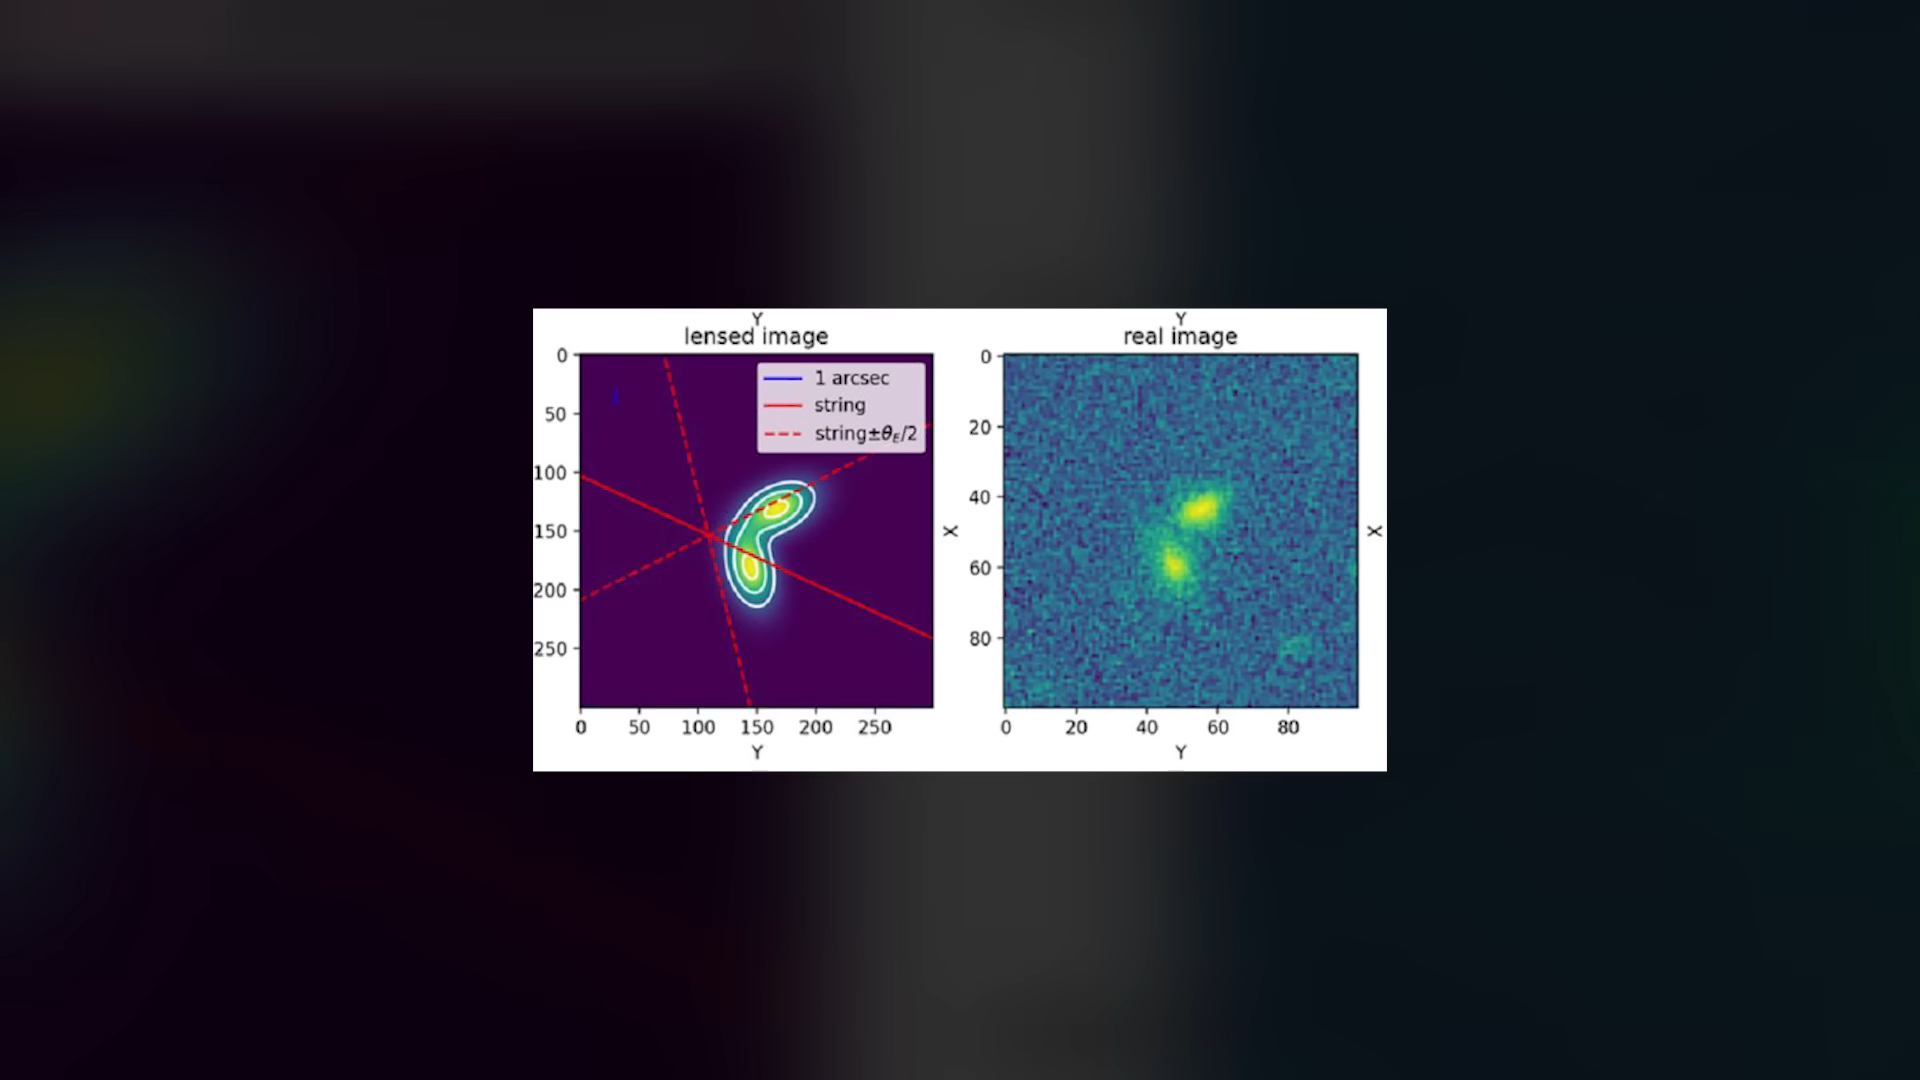 Y
lensed image
1 arcsec
string
string±θE/2
0
50
100
150
200
250
0 50 100 150 200 250
Y
X
Y
real image
0
20
40
60
80
0 20 40 60 80
Y
X